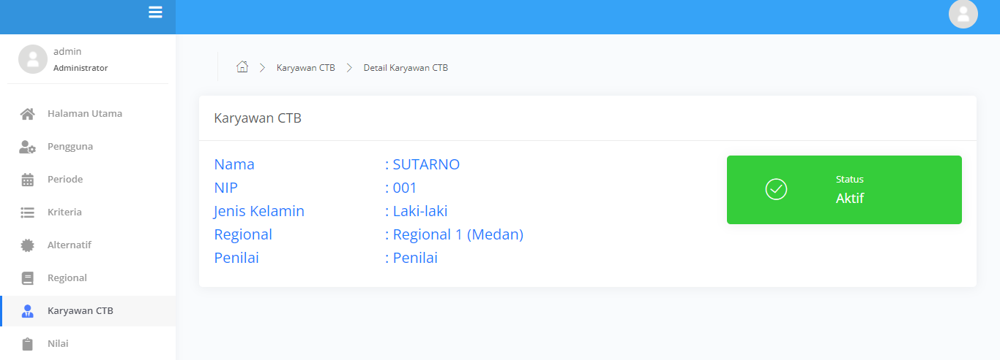 admin
Administrator
Halaman Utama
Pengguna
Periode
Kriteria
Alternatif
Regional
Karyawan CTB
Nilai
Karyawan CTB Detail Karyawan CTB
Karyawan CTB
Nama : SUTARNO
NIP : 001
Jenis Kelamin : Laki-laki
Regional : Regional 1 (Medan)
Penilai : Penilai
Status
Aktif